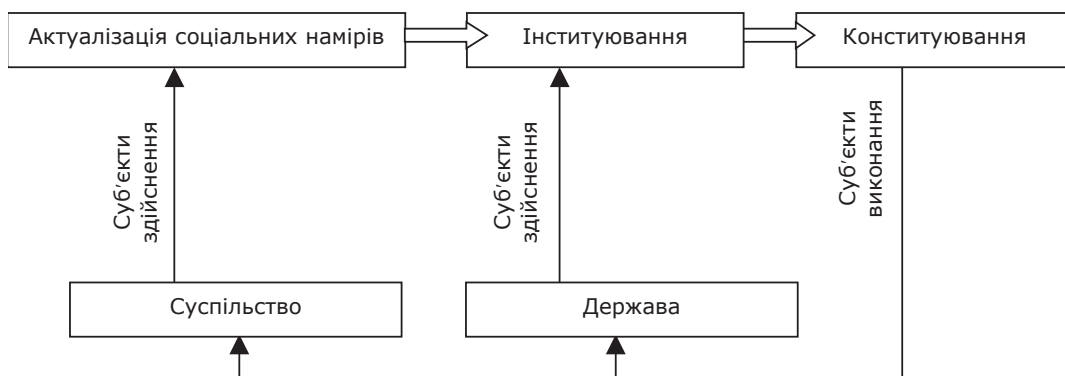 Актуалізація соціальних намірів
Інституювання
Конституювання
Суб'єкти
здійснення
Суб'єкти
здійснення
Суб'єкти
виконання
Суспільство
Держава